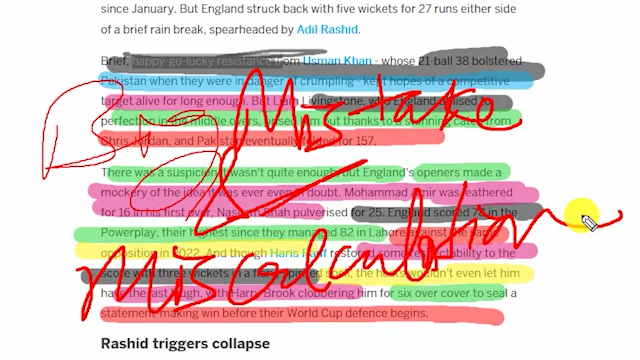 since January. But England struck back with five wickets for 27 runs either side
of a brief rain break, spearheaded by Adil Rashid.
Brief, happy-go-lucky resistance from Usman Khan - whose 21-ball 38 bolstered
Pakistan when they were in danger of crumpling - kept hopes of a competitive
target alive for long enough. But Liam Livingstone, who England utilised to
perfection in the middle overs, prised him out thanks to a stunning catch from
Chris Jordan, and Pakistan eventually folded for 157.
Big Mistake
There was a suspicion it wasn't quite enough, but England's openers made a
mockery of the idea it was ever even in doubt. Mohammad Amir was leathered
for 16 in his first over, Naseem Shah pulverised for 25. England scored 78 in the
Powerplay, their highest since they managed 82 in Lahore against the same
opposition in 2022. And though Haris Rauf restored some respectability to the
Miscalculation
scope with three wickets in a fiery spell, the hosts wouldn't even let him
have the last laugh, with Harry Brook clobbering him for six over cover to seal a
statement-making win before their World Cup defence begins.
Rashid triggers collapse